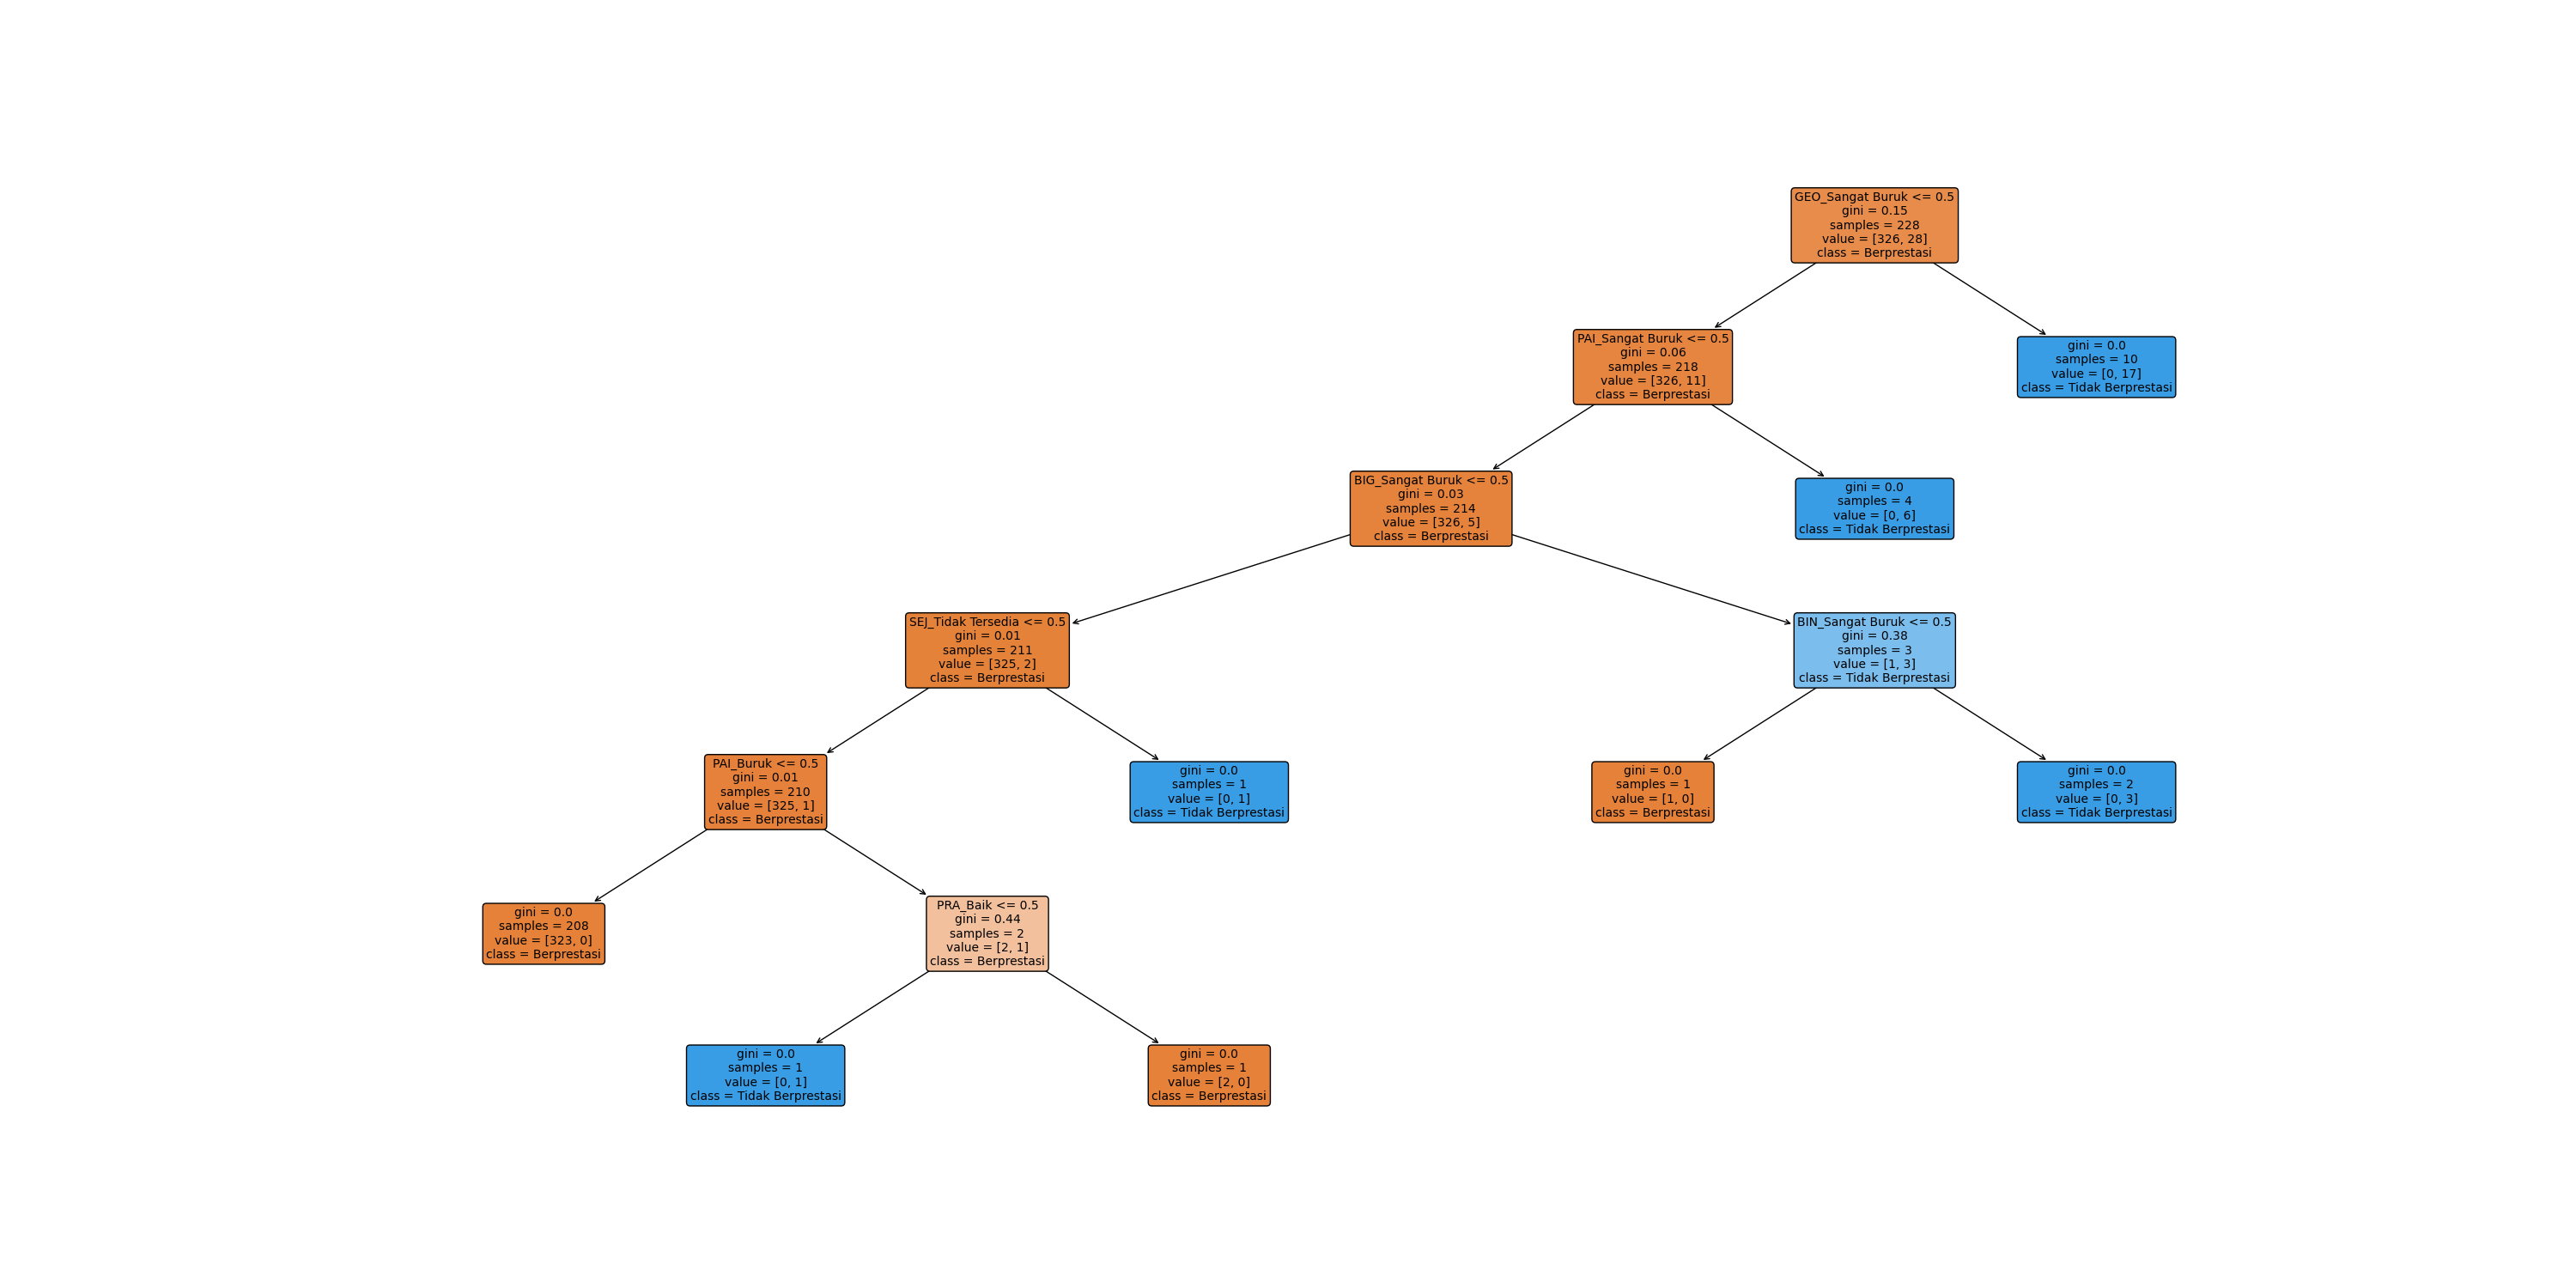 GEO_Sangat Buruk <= 0.5
gini = 0.15
samples = 228
value = [326, 28]
class = Berprestasi
PAI_Sangat Buruk <= 0.5
gini = 0.06
samples = 218
value = [326, 11]
class = Berprestasi
gini = 0.0
samples = 10
value = [0, 17]
class = Tidak Berprestasi
BIG_Sangat Buruk <= 0.5
gini = 0.03
samples = 214
value = [326, 5]
class = Berprestasi
gini = 0.0
samples = 4
value = [0, 6]
class = Tidak Berprestasi
SEJ_Tidak Tersedia <= 0.5
gini = 0.01
samples = 211
value = [325, 2]
class = Berprestasi
BIN_Sangat Buruk <= 0.5
gini = 0.38
samples = 3
value = [1, 3]
class = Tidak Berprestasi
PAI_Buruk <= 0.5
gini = 0.01
samples = 210
value = [325, 1]
class = Berprestasi
gini = 0.0
samples = 1
value = [0, 1]
class = Tidak Berprestasi
gini = 0.0
samples = 1
value = [1, 0]
class = Berprestasi
gini = 0.0
samples = 2
value = [0, 3]
class = Tidak Berprestasi
gini = 0.0
samples = 208
value = [323, 0]
class = Berprestasi
PRA_Baik <= 0.5
gini = 0.44
samples = 2
value = [2, 1]
class = Berprestasi
gini = 0.0
samples = 1
value = [0, 1]
class = Tidak Berprestasi
gini = 0.0
samples = 1
value = [2, 0]
class = Berprestasi